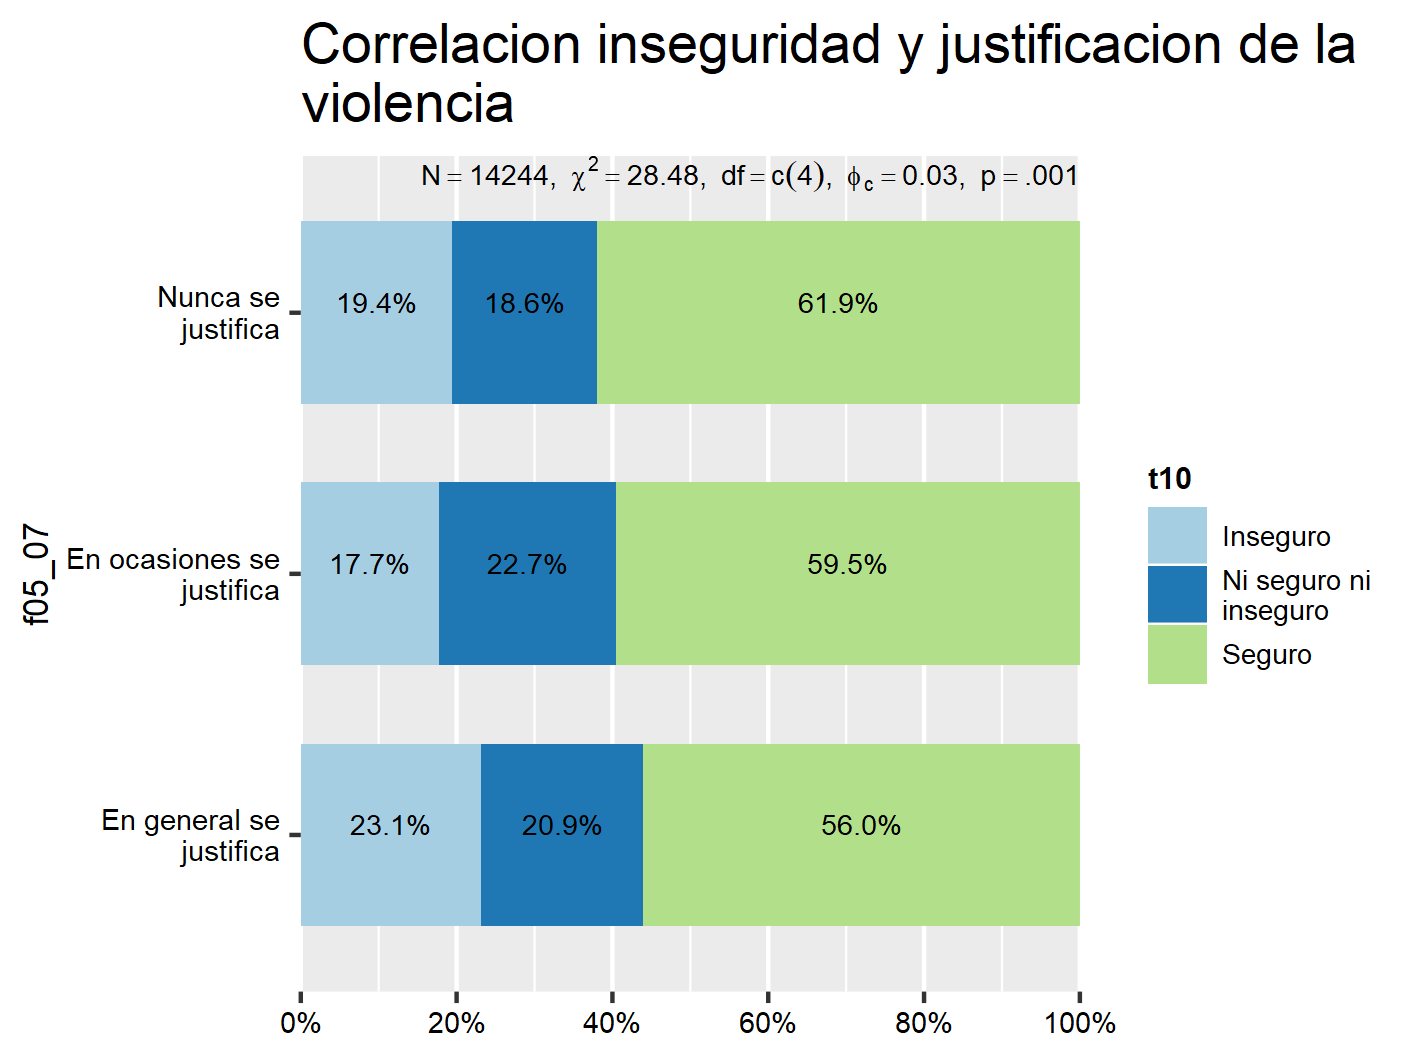 Correlacion inseguridad y justificacion de la
violencia
N = 14244, χ² = 28.48, df = c(4), ϕc = 0.03, p = .001
Nunca se
justifica
19.4% 18.6% 61.9%
En ocasiones se
justifica
17.7% 22.7% 59.5%
En general se
justifica
23.1% 20.9% 56.0%
f05_07
0% 20% 40% 60% 80% 100%
t10
Inseguro
Ni seguro ni
inseguro
Seguro